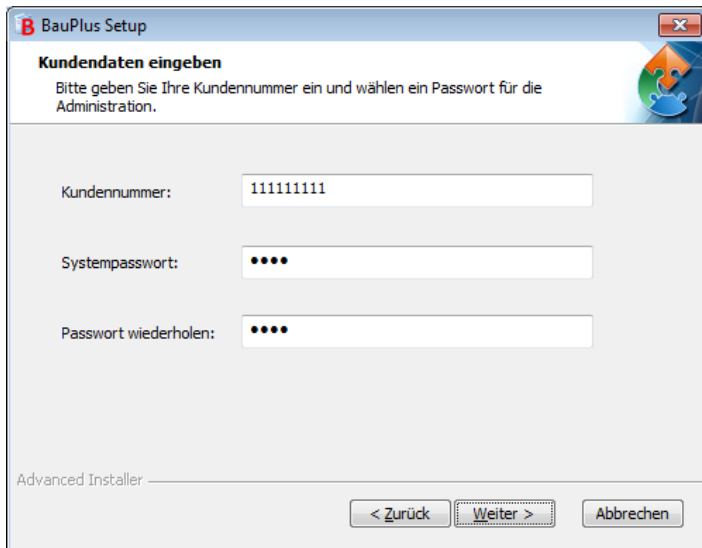 BauPlus Setup
Kundendaten eingeben
Bitte geben Sie Ihre Kundennummer ein und wählen ein Passwort für die
Administration.
Kundennummer: 111111111
Systempasswort: ●●●●
Passwort wiederholen: ●●●●
Advanced Installer
< Zurück Weiter > Abbrechen